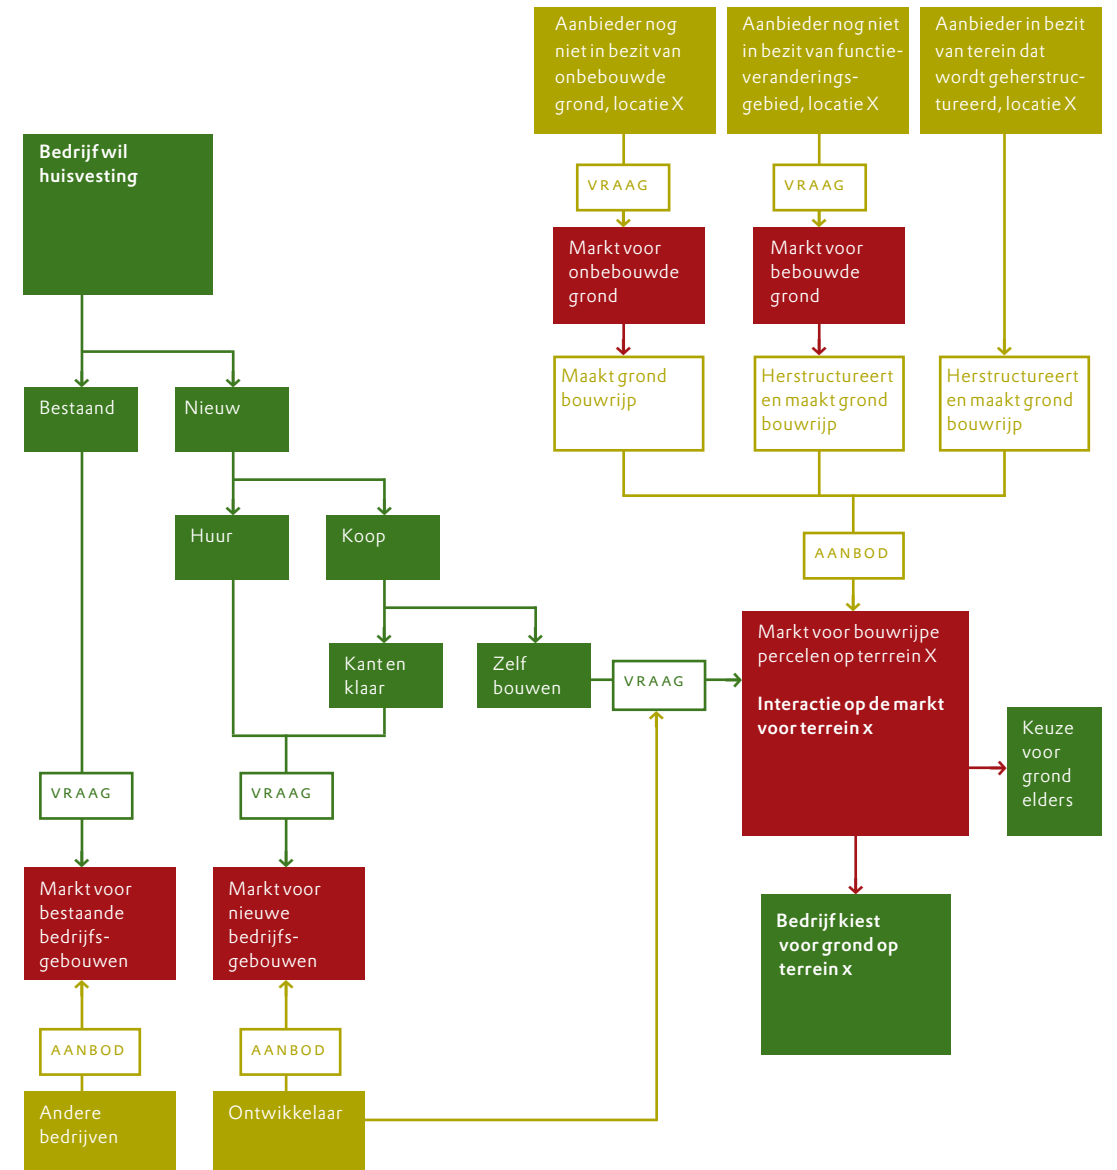 Aanbieder nog
niet in bezit van
onbebouwde
grond, locatie X
Aanbieder nog niet
in bezit van functie-
veranderings-
gebied, locatie X
Aanbieder in bezit
van terein dat
wordt geherstruc-
tureerd, locatie X
Bedrijf wil
huisvesting
VRAAG
VRAAG
Markt voor
onbebouwde
grond
Markt voor
bebouwde
grond
Maakt grond
bouwrijp
Herstructureert
en maakt grond
bouwrijp
Herstructureert
en maakt grond
bouwrijp
Bestaand
Nieuw
Huur
Koop
AANBOD
Kant en
klaar
Zelf
bouwen
VRAAG
Markt voor bouwrijpe
percelen op terrrein X
Interactie op de markt
voor terrein x
Keuze
voor
grond
elders
VRAAG
VRAAG
Markt voor
bestaande
bedrijfs-
gebouwen
Markt voor
nieuwe
bedrijfs-
gebouwen
Bedrijf kiest
voor grond op
terrein x
AANBOD
AANBOD
Andere
bedrijven
Ontwikkelaar